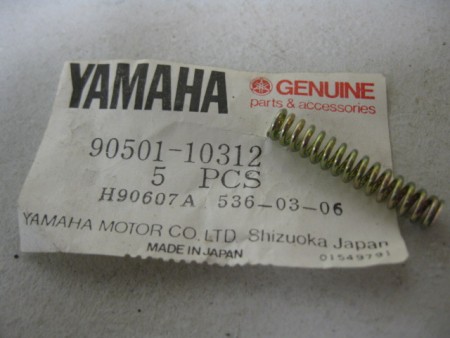 YAMAHA
GENUINE
parts & accessories
90501-10312
5 PCS
H90607A 536-03-06
YAMAHA MOTOR CO., LTD Shizuoka Japan
MADE IN JAPAN
01549791